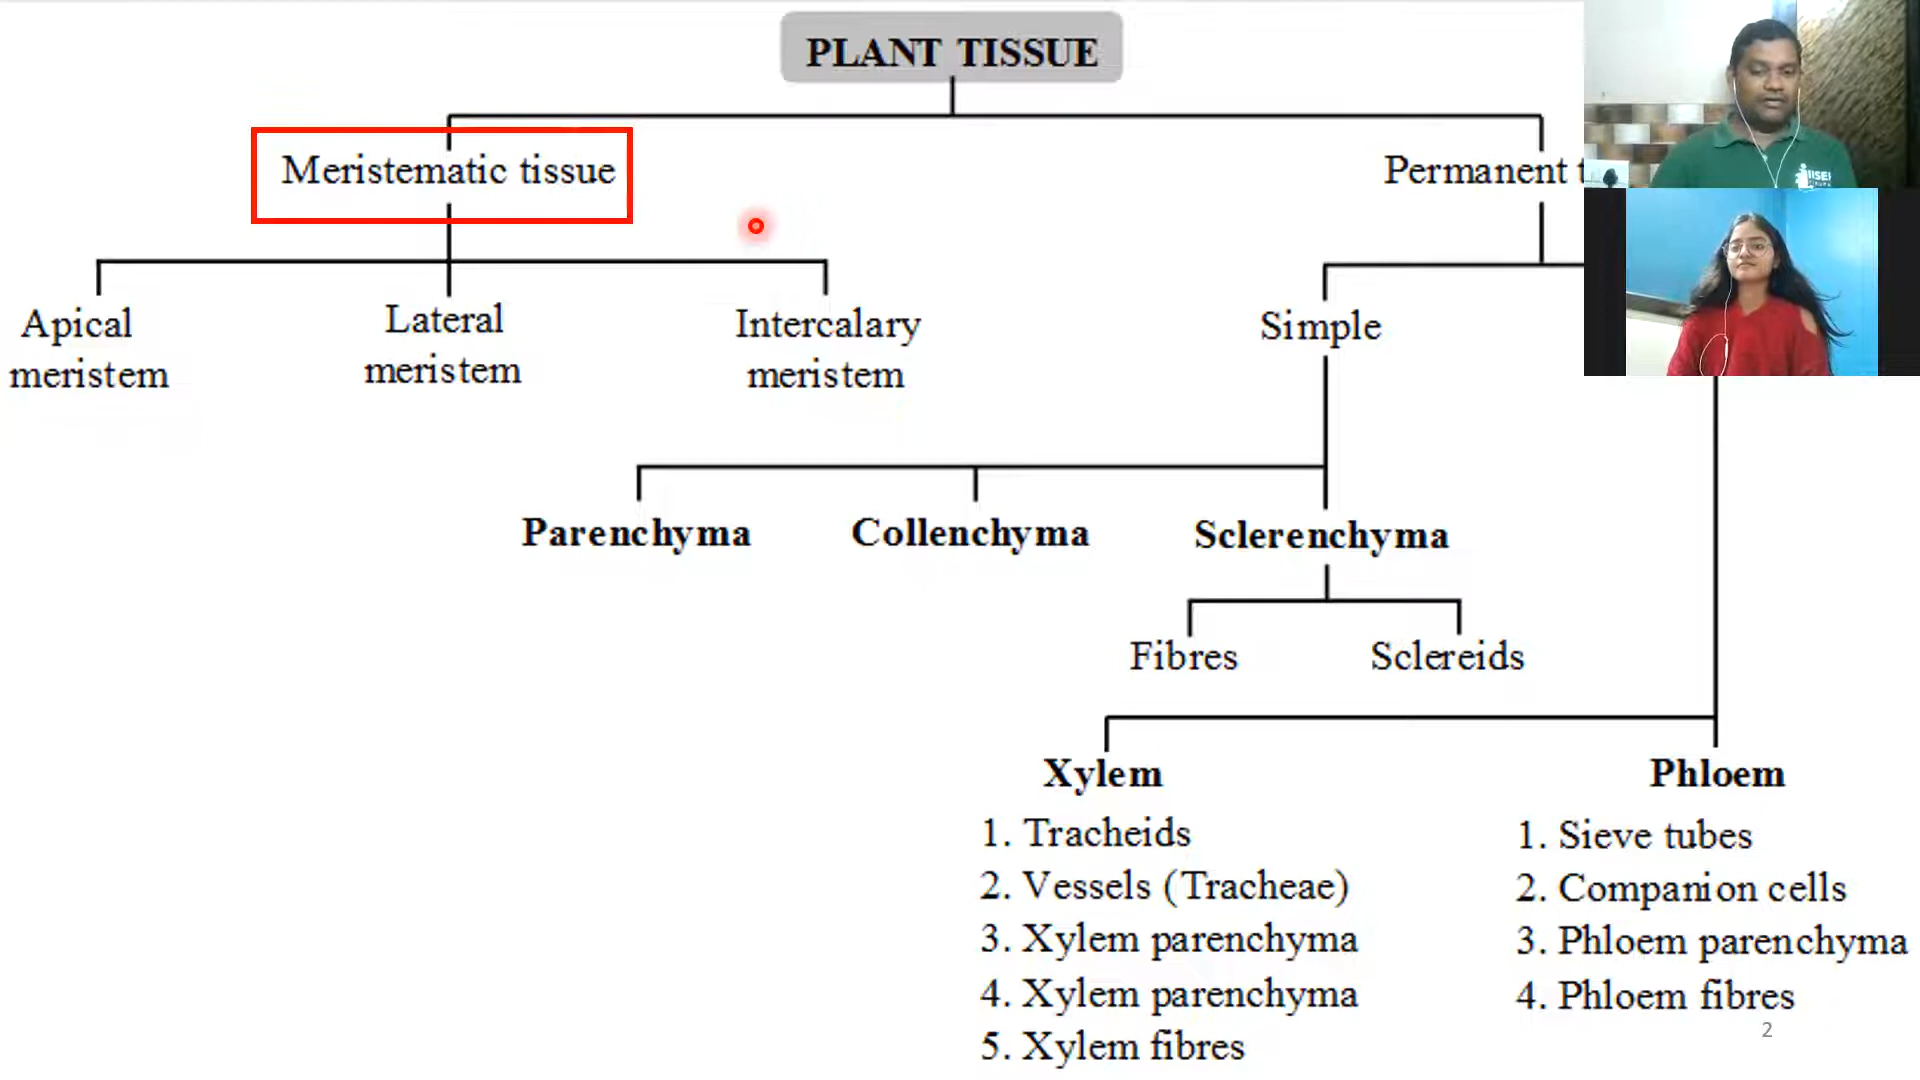 PLANT TISSUE
Meristematic tissue
Permanent
Apical
meristem
Lateral
meristem
Intercalary
meristem
Simple
Parenchyma
Collenchyma
Sclerenchyma
Fibres
Sclereids
Xylem
1. Tracheids
2. Vessels (Tracheae)
3. Xylem parenchyma
4. Xylem parenchyma
5. Xylem fibres
Phloem
1. Sieve tubes
2. Companion cells
3. Phloem parenchyma
4. Phloem fibres
2